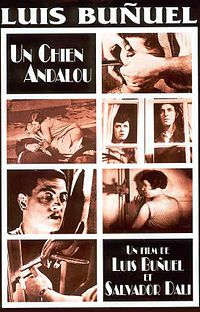 LUIS BUÑUEL
UN CHIEN
ANDALOU
UN FILM DE
LUIS BUÑUEL
ET
SALVADOR DALI